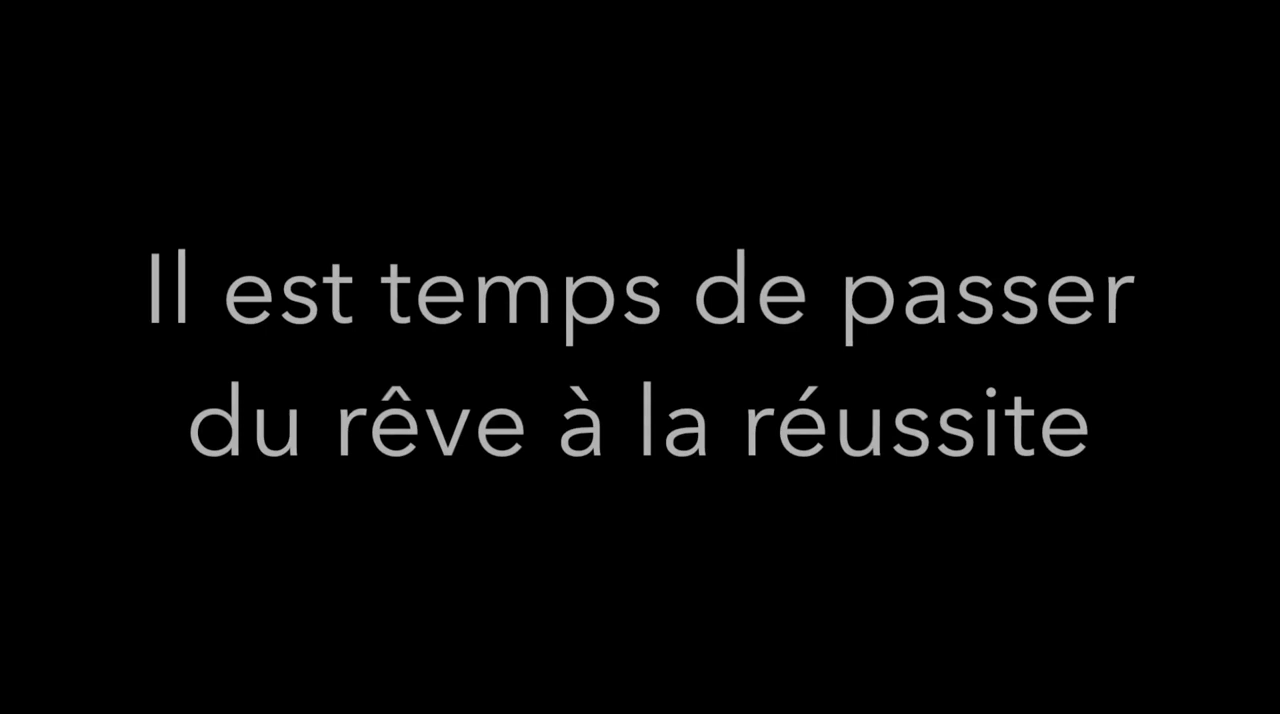 Il est temps de passer
du rêve à la réussite